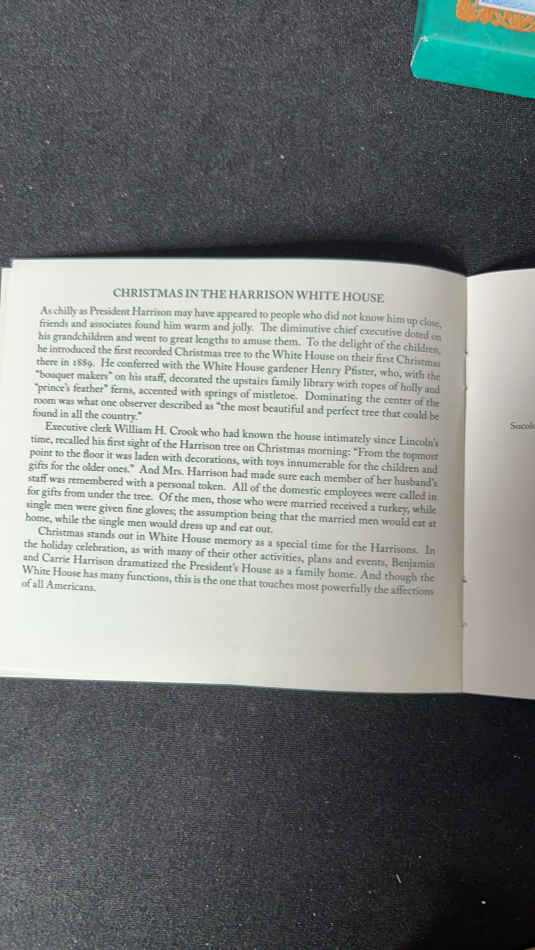 CHRISTMAS IN THE HARRISON WHITE HOUSE
As chilly as President Harrison may have appeared to people who did not know him up close,
friends and associates found him warm and jolly. The diminutive chief executive doted on
his grandchildren and went to great lengths to amuse them. To the delight of the children,
he introduced the first recorded Christmas tree to the White House on their first Christmas
there in 1889. He conferred with the White House gardener Henry Pfister, who, with the
"bouquet makers" on his staff, decorated the upstairs family library with ropes of holly and
"prince's feather" ferns, accented with springs of mistletoe. Dominating the center of the
room was what one observer described as "the most beautiful and perfect tree that could be
found in all the country."
Executive clerk William H. Crook who had known the house intimately since Lincoln's
time, recalled his first sight of the Harrison tree on Christmas morning: "From the topmost
point to the floor it was laden with decorations, with toys innumerable for the children and
gifts for the older ones." And Mrs. Harrison had made sure each member of her husband's
staff was remembered with a personal token. All of the domestic employees were called in
for gifts from under the tree. Of the men, those who were married received a turkey, while
single men were given fine gloves; the assumption being that the married men would eat at
home, while the single men would dress up and eat out.
Christmas stands out in White House memory as a special time for the Harrisons. In
the holiday celebration, as with many of their other activities, plans and events, Benjamin
and Carrie Harrison dramatized the President's House as a family home. And though the
White House has many functions, this is the one that touches most powerfully the affections
of all Americans.